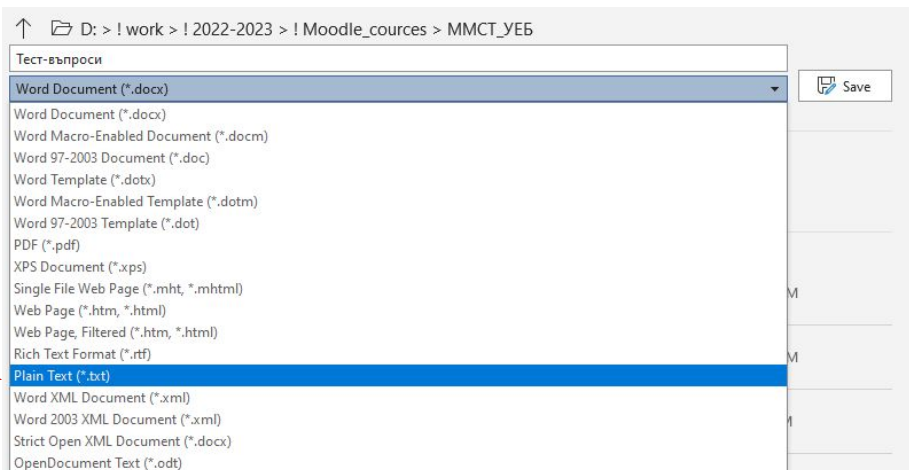 D: > ! work > ! 2022-2023 > ! Moodle_cources > ММСТ_УЕБ
Тест-въпроси
Word Document (*.docx)
Save
Word Document (*.docx)
Word Macro-Enabled Document (*.docm)
Word 97-2003 Document (*.doc)
Word Template (*.dotx)
Word Macro-Enabled Template (*.dotm)
Word 97-2003 Template (*.dot)
PDF (*.pdf)
XPS Document (*.xps)
Single File Web Page (*.mht, *.mhtml)
M
Web Page (*.htm, *.html)
Web Page, Filtered (*.htm, *.html)
Rich Text Format (*.rtf)
M
Plain Text (*.txt)
Word XML Document (*.xml)
Word 2003 XML Document (*.xml)
Strict Open XML Document (*.docx)
OpenDocument Text (*.odt)